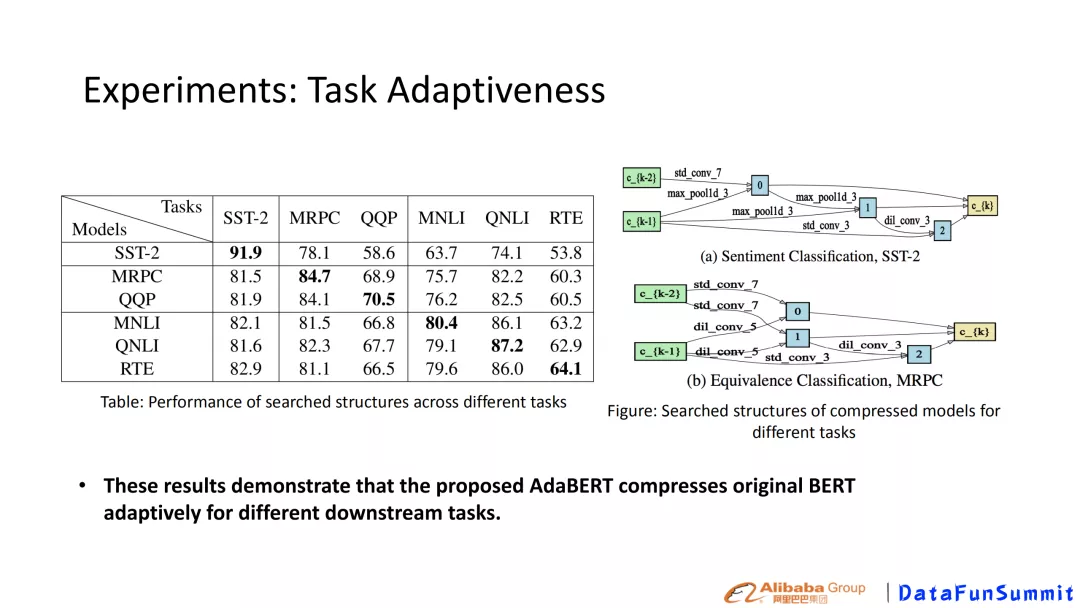 Experiments: Task Adaptiveness
Tasks
Models
SST-2 MRPC QQP MNLI QNLI RTE
SST-2 91.9 78.1 58.6 63.7 74.1 53.8
MRPC 81.5 84.7 68.9 75.7 82.2 60.3
QQP 81.9 84.1 70.5 76.2 82.5 60.5
MNLI 82.1 81.5 66.8 80.4 86.1 63.2
QNLI 81.6 82.3 67.7 79.1 87.2 62.9
RTE 82.9 81.1 66.5 79.6 86.0 64.1
Table: Performance of searched structures across different tasks
c_{k-2}
std_conv_7
max_pool1d_3
0
c_{k-1}
max_pool1d_3
max_pool1d_3
1
std_conv_3
dil_conv_3
2
c_{k}
(a) Sentiment Classification, SST-2
c_{k-2}
std_conv_7
std_conv_7
0
dil_conv_5
1
c_{k-1}
dil_conv_5
std_conv_3
dil_conv_3
2
c_{k}
(b) Equivalence Classification, MRPC
Figure: Searched structures of compressed models for
different tasks
• These results demonstrate that the proposed AdaBERT compresses original BERT
adaptively for different downstream tasks.
Alibaba Group
阿里巴巴集团
DataFunSummit